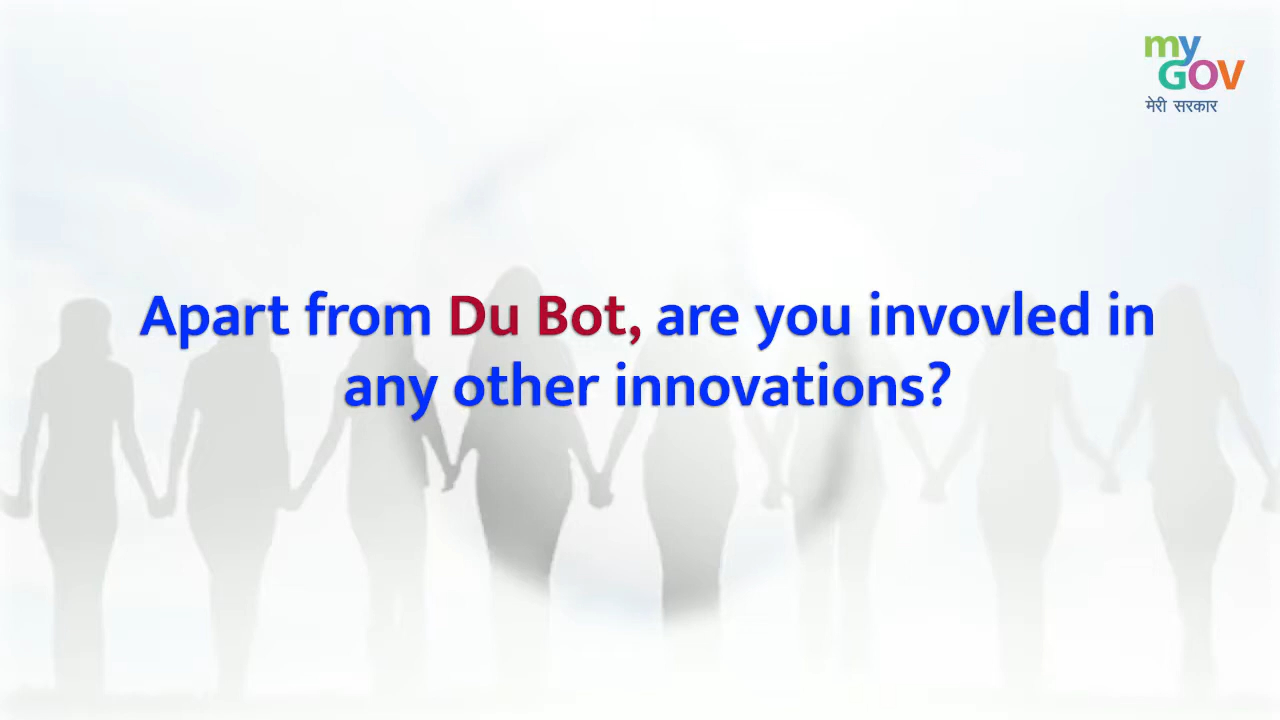 my
GOV
मेरी सरकार
Apart from Du Bot, are you invovled in
any other innovations?